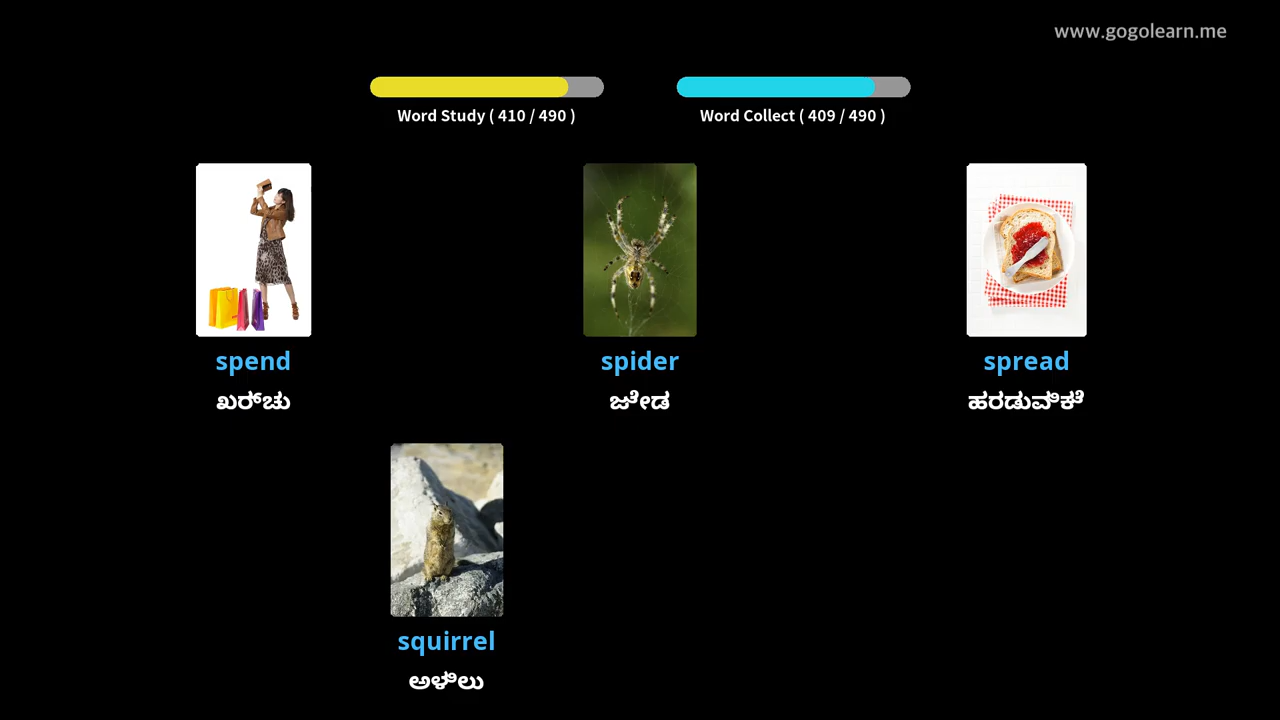 www.gogolearn.me
Word Study ( 410 / 490 )
Word Collect ( 409 / 490 )
spend
spider
spread
ಖರ್ಚು
ಜೇಡ
ಹರಡುವಿಕೆ
squirrel
ಅಳಿಲು